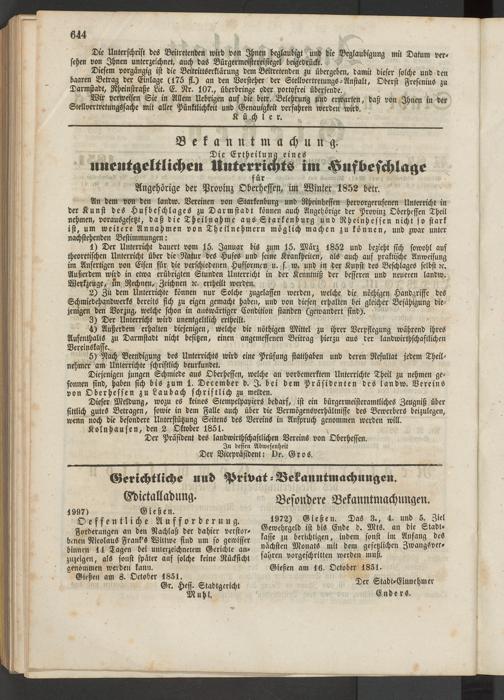 644
Die Unterschrift des Beitretenden wird von Ihnen beglaubigt und die Beglaubigung mit Datum ver-
sehen von Ihnen unterzeichnet, auch das Bürgermeistereisiegel beigedrückt.
Diesem vorgängig ist die Beitrittserklärung dem Beitretenden zu übergeben, damit dieser solche und den
baaren Betrag der Einlage (175 fl.) an den Vorsteher der Stellvertretungs-Anstalt, Oberst Fresenius zu
Darmstadt, Rheinstraße Lit. E. Nr. 107., überbringe oder portofrei übersende.
Wir verweisen Sie in Allem Uebrigen auf die betr. Belehrung und erwarten, daß von Ihnen in der
Stellvertretungssache mit aller Pünktlichkeit und Genauigkeit verfahren werden wird.
Küchler.
Bekanntmachung.
Die Ertheilung eines
unentgeltlichen Unterrichts im Hufbeschlage
für
Angehörige der Provinz Oberhessen, im Winter 1852 betr.
An dem von den landw. Vereinen von Starkenburg und Rheinhessen hervorgerufenen Unterricht in
der Kunst des Hufbeschlages zu Darmstadt können auch Angehörige der Provinz Oberhessen Theil
nehmen, vorausgesetzt, daß die Theilnahme aus Starkenburg und Rheinhessen nicht so stark
ist, um weitere Annahmen von Theilnehmern möglich machen zu können, und zwar unter
nachstehenden Bestimmungen:
1) Der Unterricht dauert vom 15. Januar bis zum 15. März 1852 und bezieht sich sowohl auf
theoretischen Unterricht über die Natur des Hufes und seine Krankheiten, als auch auf praktische Anweisung
im Anfertigen von Eisen für die verschiedenen Hufformen u. s. w. und in der Kunst des Beschlages selbst.
Außerdem wird in etwa erübrigten Stunden Unterricht in der Kenntniß der besseren und neueren landw.
Werkzeuge, im Rechnen, Zeichnen ꝛc. ertheilt werden.
2) Zu dem Unterrichte können nur Solche zugelassen werden, welche die nöthigen Handgriffe des
Schmiedehandwerks bereits sich zu eigen gemacht haben, und von diesen erhalten bei gleicher Befähigung die-
jenigen den Vorzug, welche schon in auswärtiger Condition standen (gewandert sind).
3) Der Unterricht wird unentgeltlich ertheilt.
4) Außerdem erhalten diejenigen, welche die nöthigen Mittel zu ihrer Verpflegung während ihres
Aufenthalts zu Darmstadt nicht besitzen, einen angemessenen Beitrag hierzu aus der landwirthschaftlichen
Vereinskasse.
5) Nach Beendigung des Unterrichts wird eine Prüfung statthaben und deren Resultat jedem Theil-
nehmer am Unterrichte schriftlich beurkundet.
Diejenigen jungen Schmiede aus Oberhessen, welche an vorbemerktem Unterrichte Theil zu nehmen ge-
sonnen sind, haben sich bis zum 1. December d. J. bei dem Präsidenten des landw. Vereins
von Oberhessen zu Laubach schriftlich zu melden.
Dieser Meldung, wozu es keines Stempelpapiers bedarf, ist ein bürgermeisteramtliches Zeugniß über
sittlich gutes Betragen, sowie in dem Falle auch über die Vermögensverhältnisse des Bewerbers beizulegen,
wenn noch die besondere Unterstützung Seitens des Vereins in Anspruch genommen werden will.
Kolnhausen, den 2. Oktober 1851.
Der Präsident des landwirthschaftlichen Vereins von Oberhessen.
In dessen Abwesenheit
Der Vicepräsident: Dr. Gros.
Gerichtliche und Privat-Bekanntmachungen.
Edictalladung.
1997) Gießen.
Oeffentliche Aufforderung.
Forderungen an den Nachlaß der dahier verstor-
benen Nicolaus Frank's Wittwe sind um so gewisser
binnen 14 Tagen bei unterzeichnetem Gerichte an-
zuzeigen, als sonst später auf solche keine Rücksicht
genommen werden kann.
Gießen am 8. October 1851.
Gr. Hess. Stadtgericht
Muhl.
Besondere Bekanntmachungen.
1972) Gießen. Das 3., 4. und 5. Ziel
Gewehrgeld ist bis Ende d. Mts. an die Stadt-
kasse zu berichtigen, indem sonst im Anfang des
nächsten Monats mit dem gesetzlichen Zwangsver-
fahren vorgeschritten werden muß.
Gießen am 16. October 1851.
Der Stadt-Einnehmer
Enders.